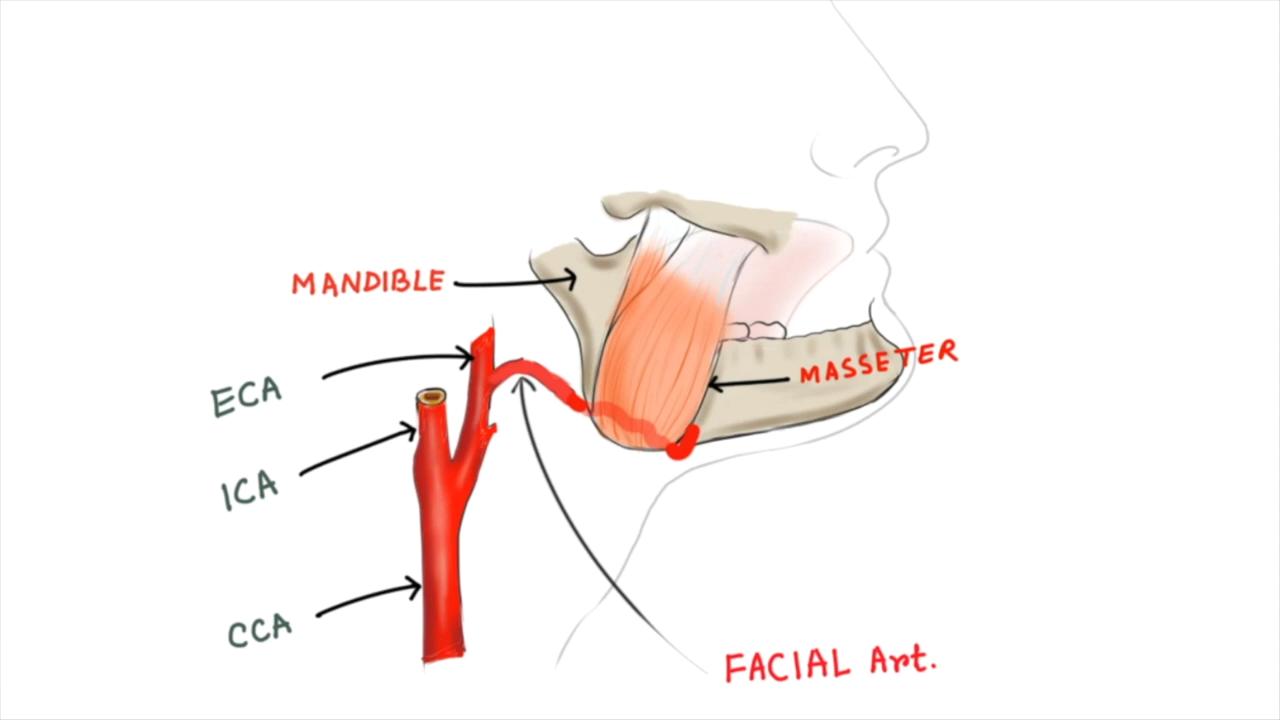 MANDIBLE
MASSETER
ECA
ICA
CCA
FACIAL Art.